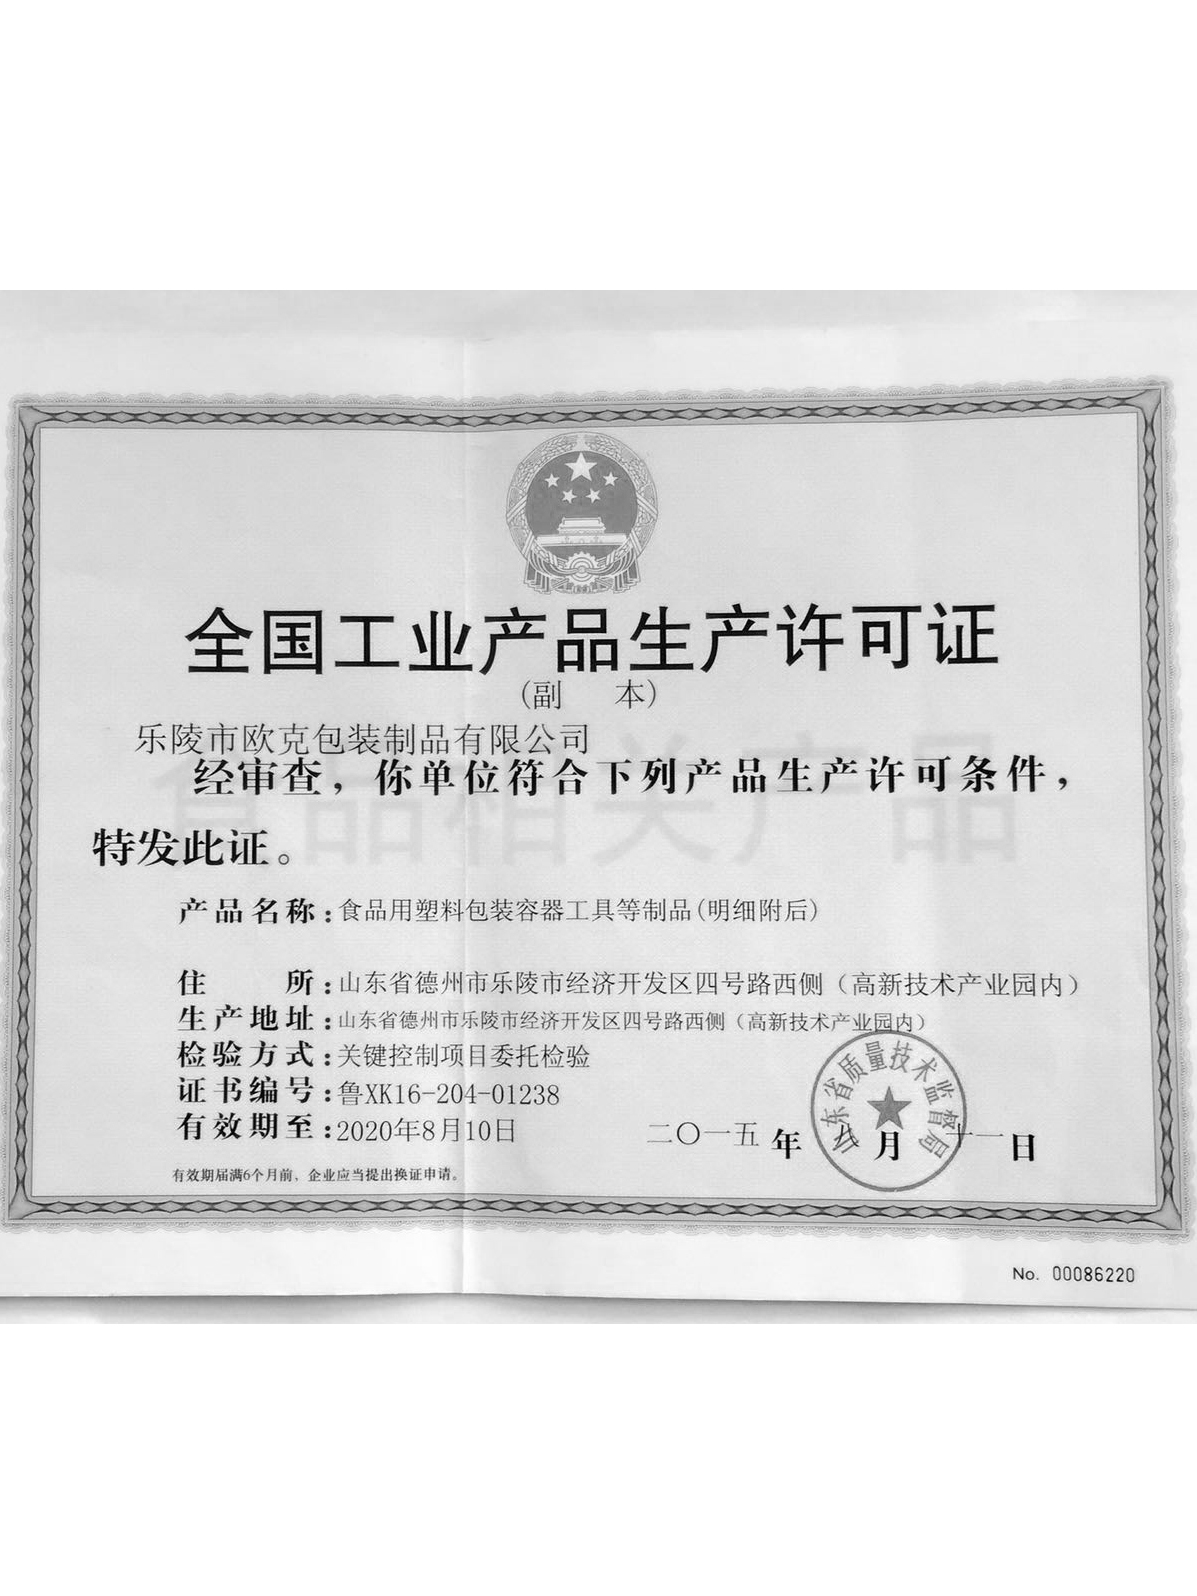 全国工业产品生产许可证
(副 本)
乐陵市欧克包装制品有限公司
经审查，你单位符合下列产品生产许可条件，
特发此证。
食品相关产品
产品名称:食品用塑料包装容器工具等制品(明细附后)
住 所:山东省德州市乐陵市经济开发区四号路西侧（高新技术产业园内）
生产地址:山东省德州市乐陵市经济开发区四号路西侧（高新技术产业园内）
检验方式:关键控制项目委托检验
证书编号:鲁XK16-204-01238
有效期至:2020年8月10日
二〇一五 年 八 月 十一 日
山东省质量技术监督局
有效期届满6个月前，企业应当提出换证申请。
No. 00086220